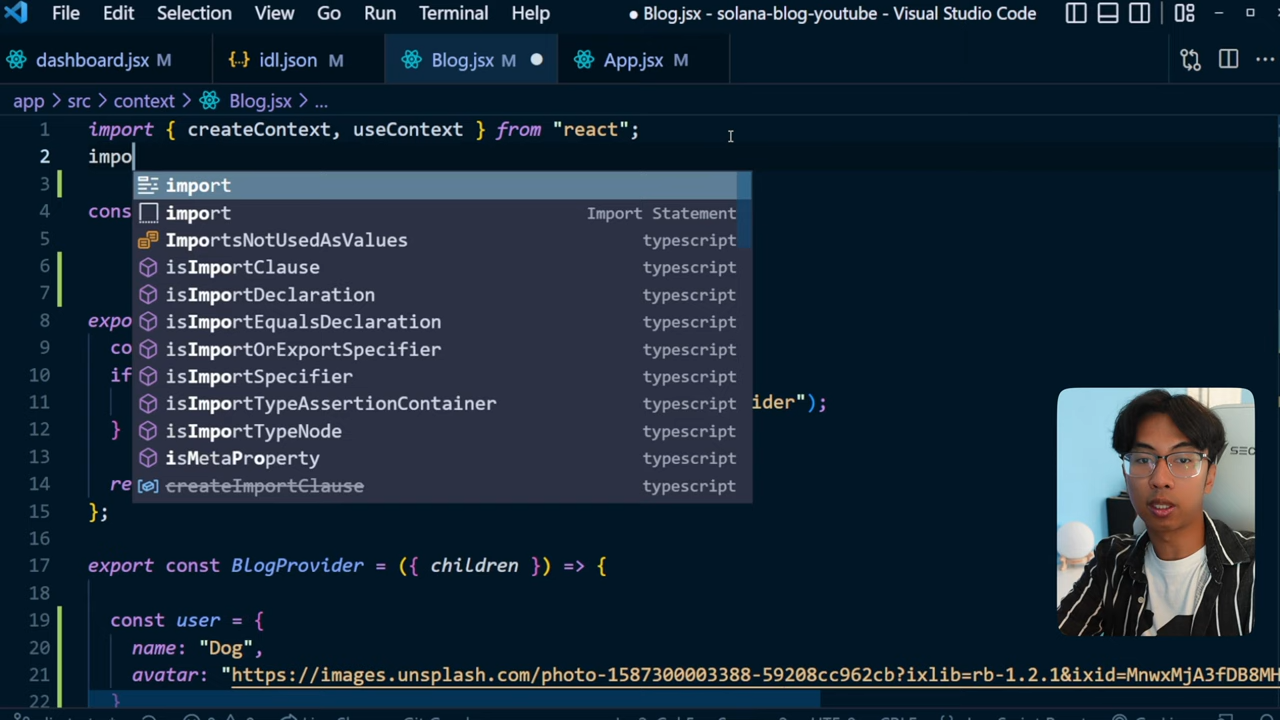 File Edit Selection View Go Run Terminal Help ● Blog.jsx - solana-blog-youtube - Visual Studio Code
dashboard.jsx M {..} idl.json M Blog.jsx M ● App.jsx M
app > src > context > Blog.jsx > ...
1 import { createContext, useContext } from "react";
2 impo
import
3
4 cons
import Import Statement
5 ImportsNotUsedAsValues typescript
6 isImportClause typescript
7 isImportDeclaration typescript
8 expo isImportEqualsDeclaration typescript
9 co isImportOrExportSpecifier typescript
10 if isImportSpecifier typescript
11 isImportTypeAssertionContainer typescript ider");
12 } isImportTypeNode typescript
13 isMetaProperty typescript
14 re createImportClause typescript
15 };
16
17 export const BlogProvider = ({ children }) => {
18
19 const user = {
20 name: "Dog",
21 avatar: "https://images.unsplash.com/photo-1587300003388-59208cc962cb?ixlib=rb-1.2.1&ixid=MnwxMjA3fDB8MH
22 }